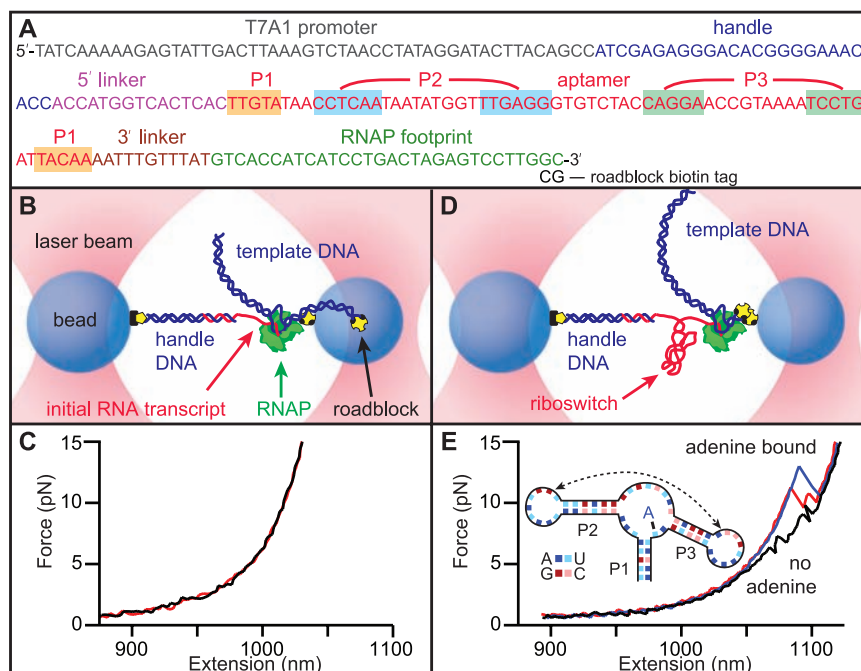 A T7A1 promoter handle
5′-TATCAAAAAGAGTATTGACTTAAAGTCTAACCTATAGGATACTTACAGCCATCGAGAGGGACACGGGGAAAC
5′ linker P1 P2 aptamer P3
ACCACCATGGTCACTCACTTGTATAACCTCAATAATATGGTTTGAGGGTGTCTACCAGGAACCGTAAAATCCTG
P1 3′ linker RNAP footprint
ATTACAAAATTTGTTTATGTCACCATCATCCTGACTAGAGTCCTTGGC-3′
CG — roadblock biotin tag
B
laser beam
template DNA
bead
handle
DNA
initial RNA transcript
RNAP
roadblock
D
template DNA
handle
DNA
riboswitch
C
Force (pN)
15
10
5
0
900 1000 1100
Extension (nm)
E
Force (pN)
15
10
5
0
adenine bound
A
P2
P3
P1
A U
G C
no
adenine
900 1000 1100
Extension (nm)